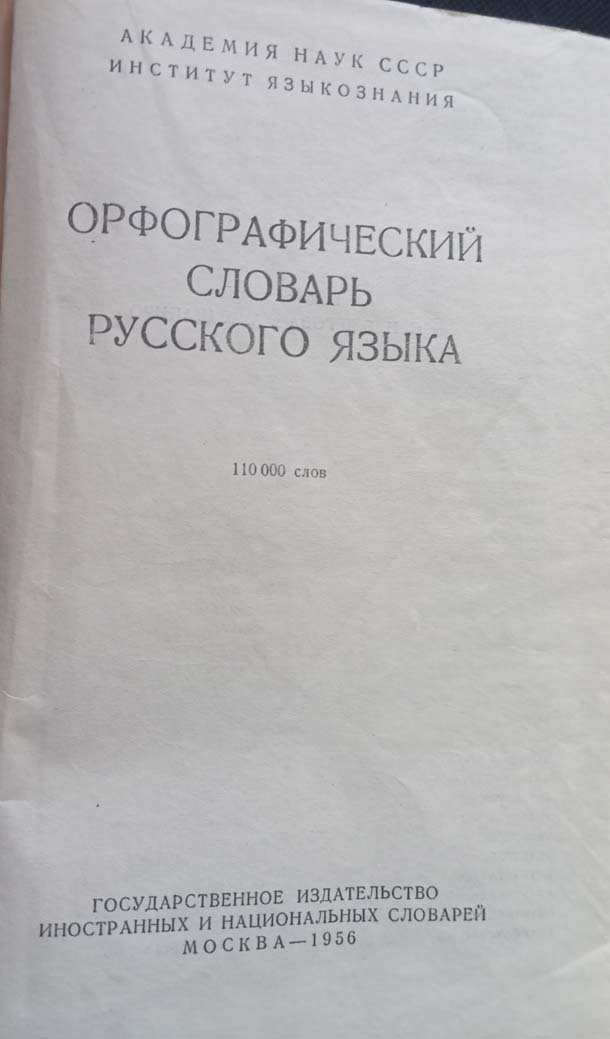 АКАДЕМИЯ НАУК СССР
ИНСТИТУТ ЯЗЫКОЗНАНИЯ
ОРФОГРАФИЧЕСКИЙ
СЛОВАРЬ
РУССКОГО ЯЗЫКА
110 000 слов
ГОСУДАРСТВЕННОЕ ИЗДАТЕЛЬСТВО
ИНОСТРАННЫХ И НАЦИОНАЛЬНЫХ СЛОВАРЕЙ
МОСКВА—1956